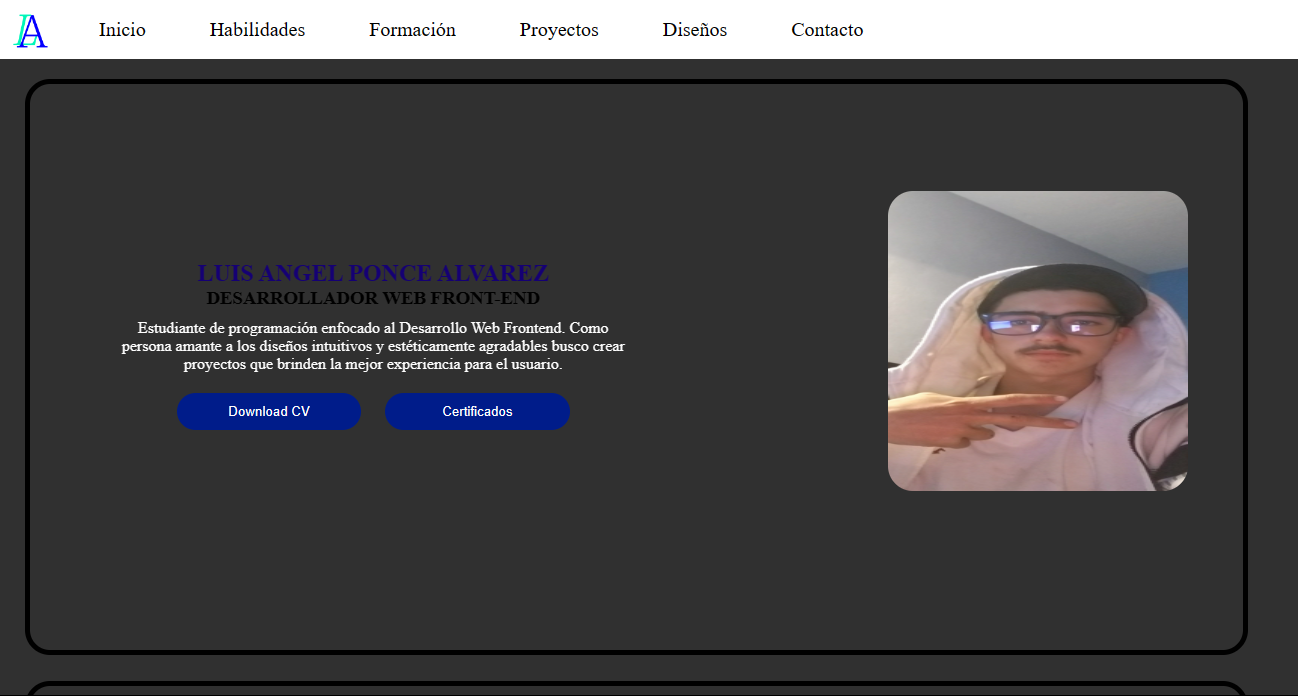 LA
Inicio Habilidades Formación Proyectos Diseños Contacto
LUIS ANGEL PONCE ALVAREZ
DESARROLLADOR WEB FRONT-END
Estudiante de programación enfocado al Desarrollo Web Frontend. Como
persona amante a los diseños intuitivos y estéticamente agradables busco crear
proyectos que brinden la mejor experiencia para el usuario.
Download CV Certificados